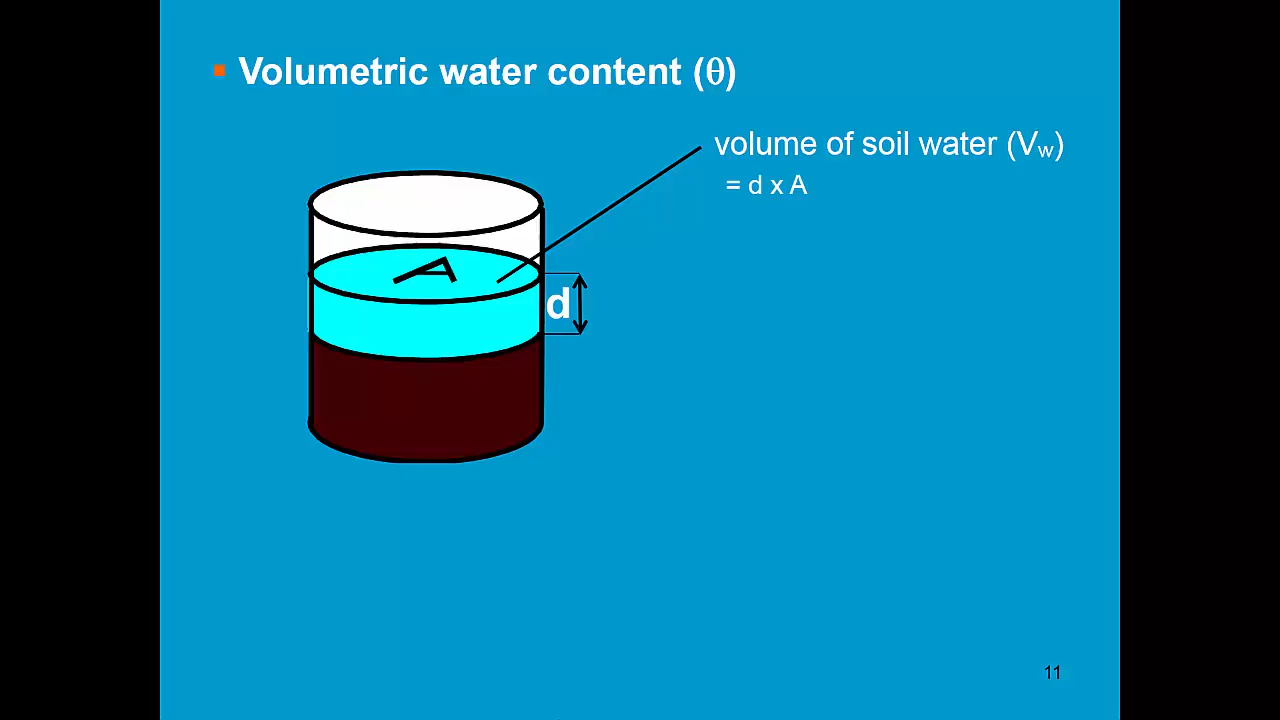 ▪ Volumetric water content (θ)
volume of soil water (Vw)
= d x A
A
d
11